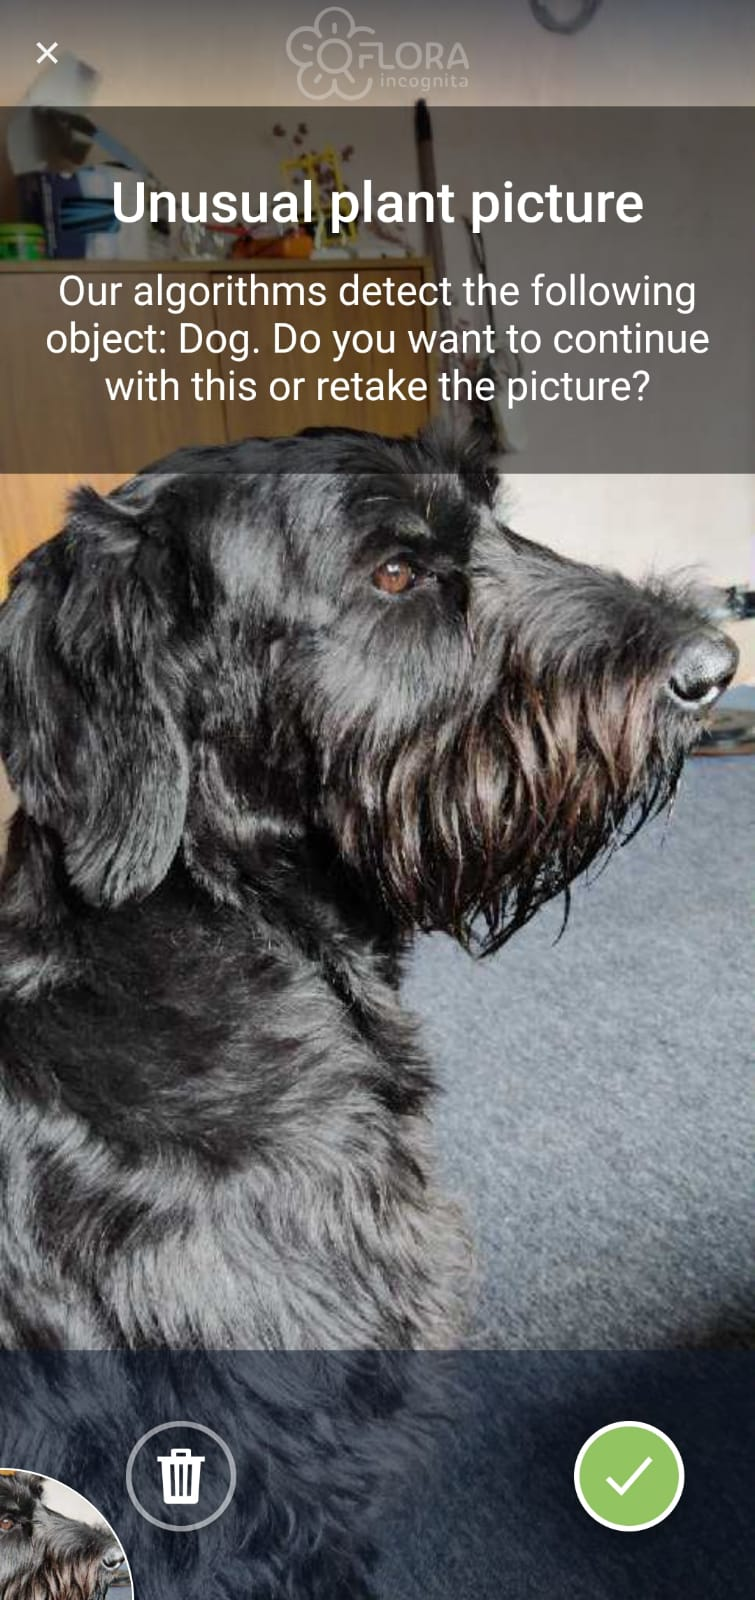 FLORA
incognita
Unusual plant picture
Our algorithms detect the following
object: Dog. Do you want to continue
with this or retake the picture?